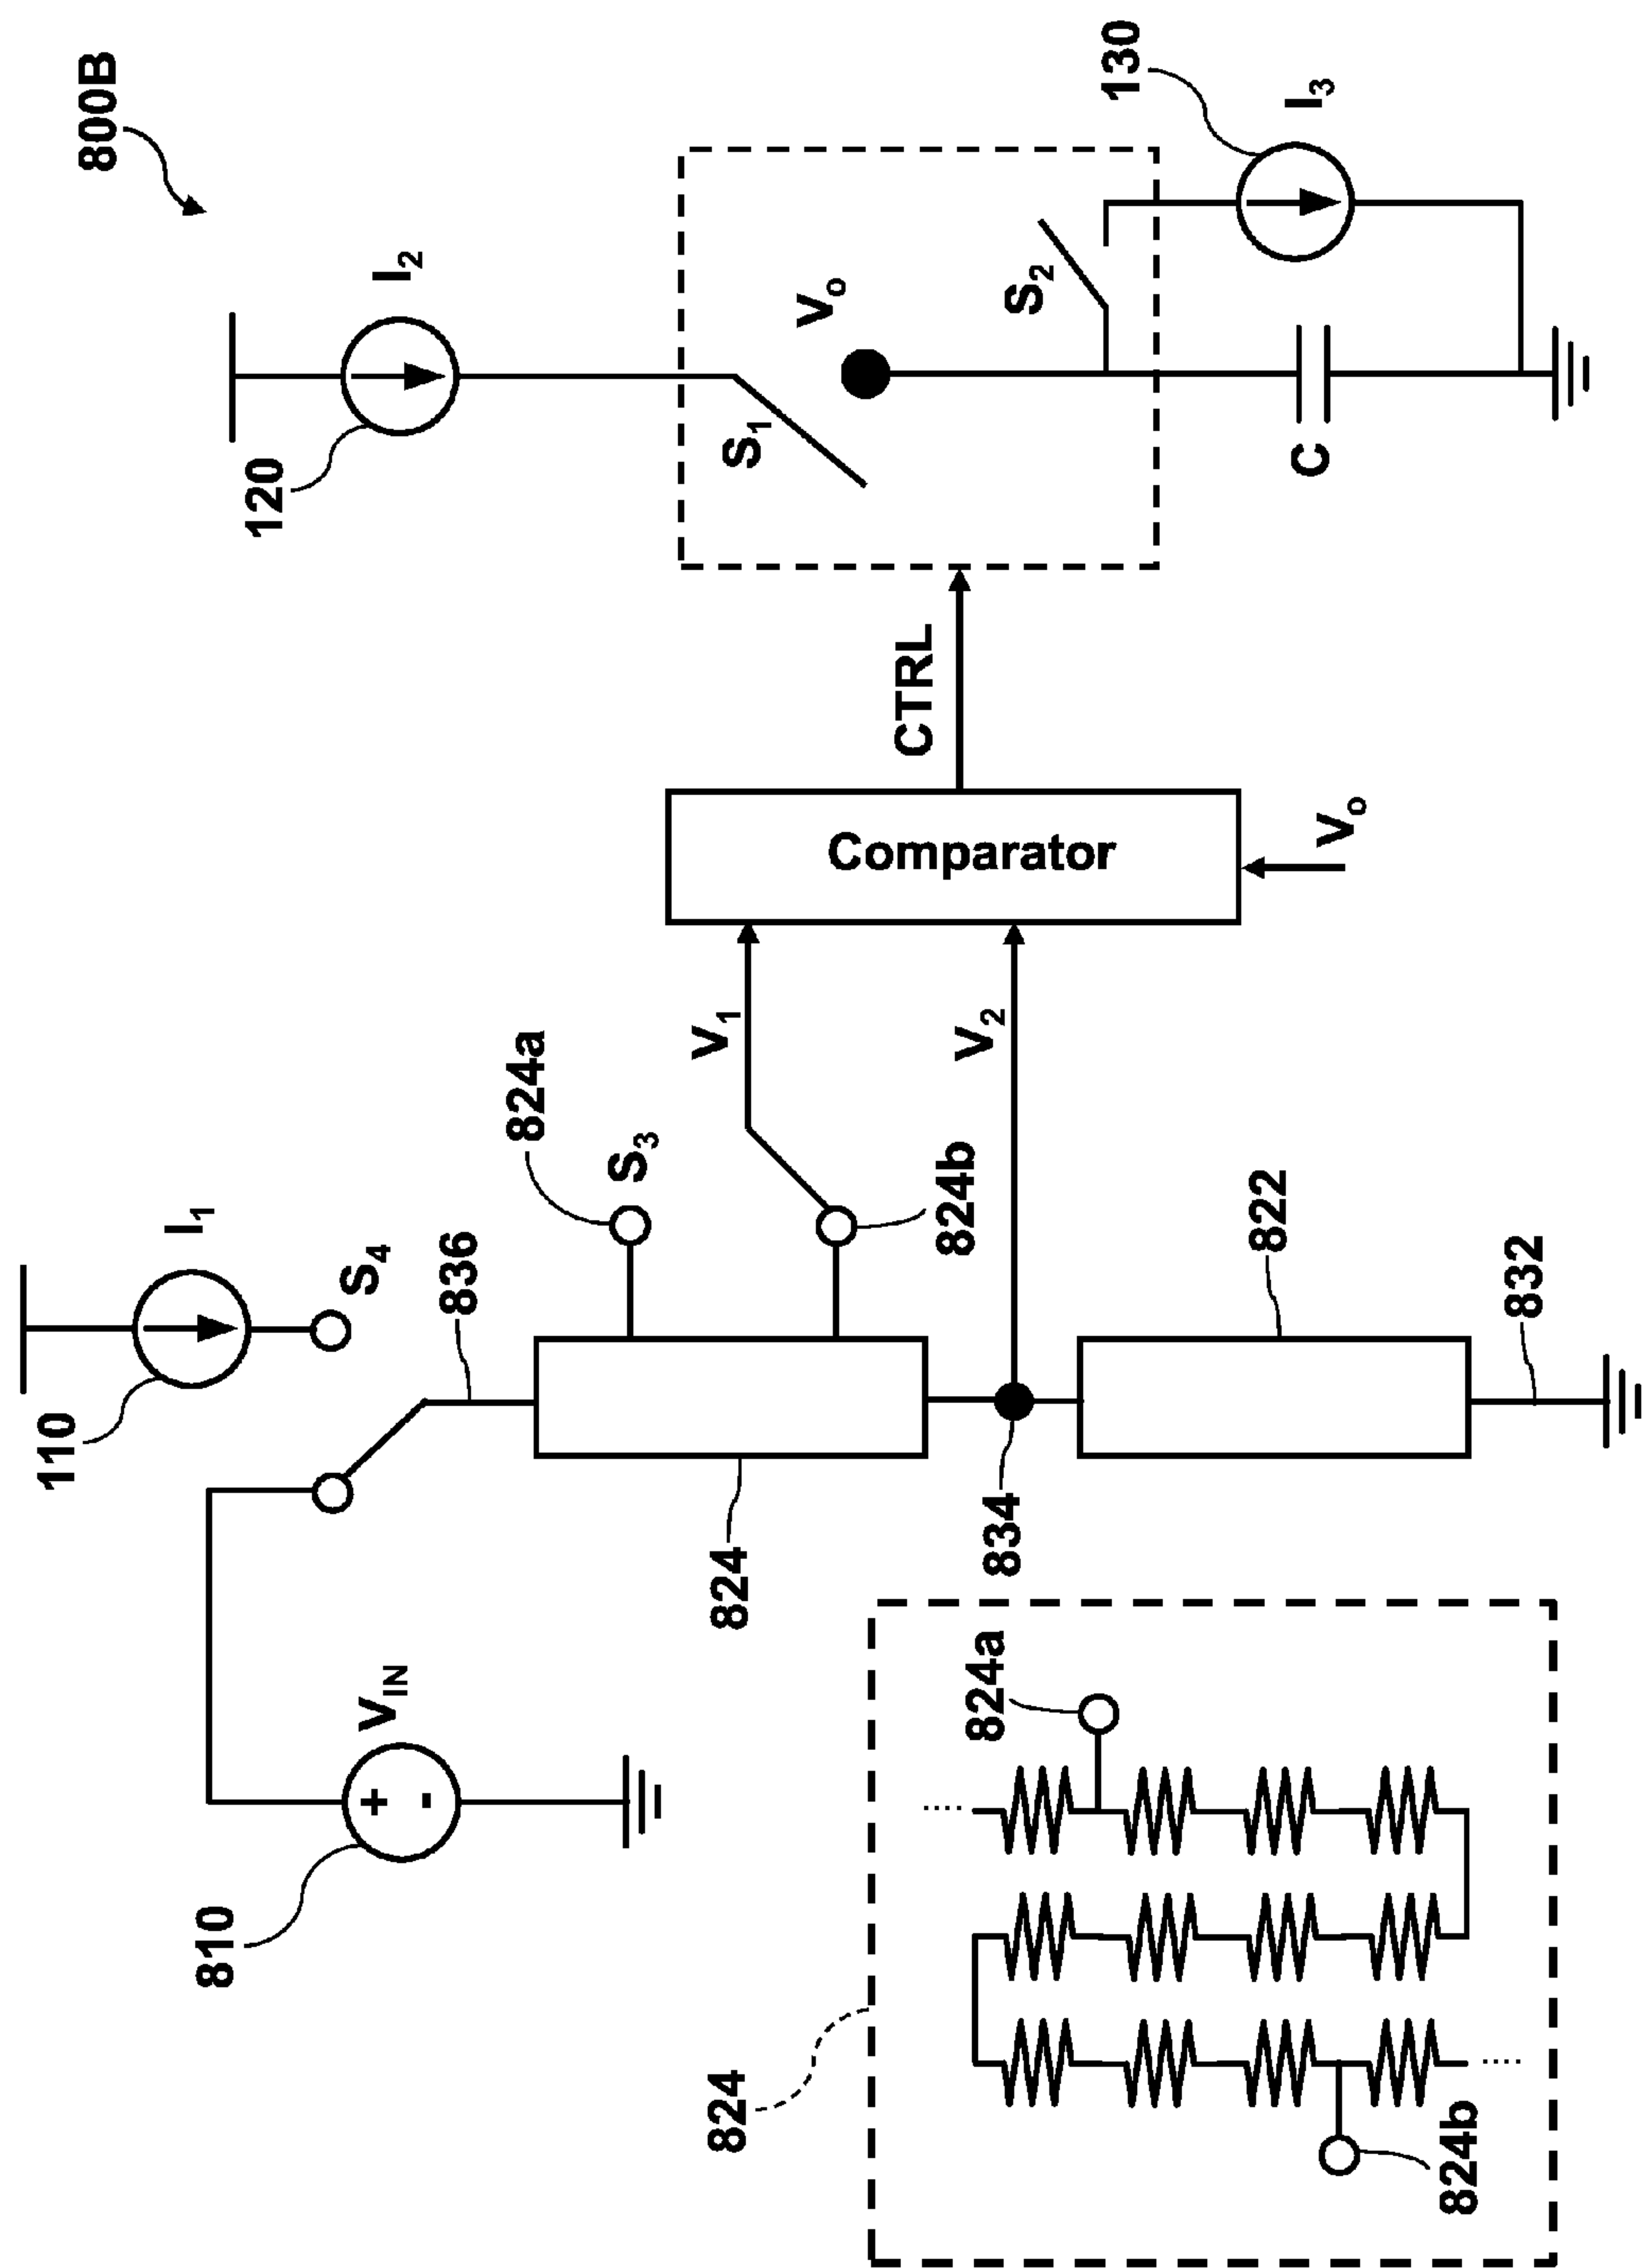 800B
120
I2
S1
Vo
S2
C
130
I3
CTRL
Comparator
Vo
V1
V2
110
I1
S4
836
824a
S3
824b
824
834
822
832
810
VIN
+
-
824
824a
824b